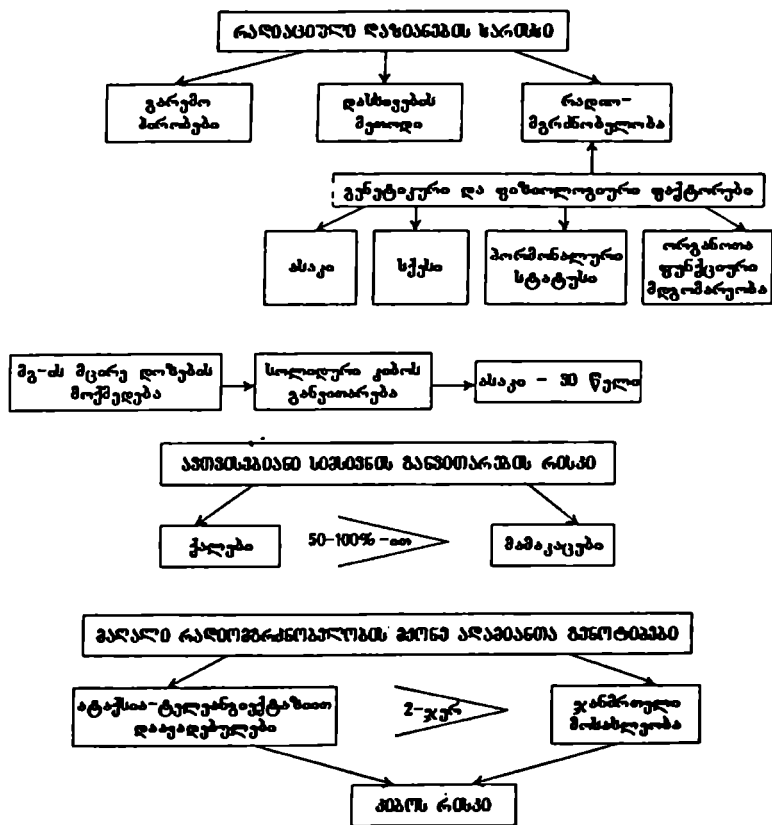 რადიაციული დაზიანების ხარისხი
გარემო
პირობები
დასხივების
მეთოდი
რადიო-
მგრძნობელობა
გენეტიკური და ფიზიოლოგიური ფაქტორები
ასაკი
სქესი
ჰორმონალური
სტატუსი
ორგანოთა
ფუნქციური
მდგომარეობა
მგ-ის მცირე დოზების
მოქმედება
სოლიდური კიბოს
განვითარება
ასაკი - 30 წელი
ავთვისებიანი სიმსივნის განვითარების რისკი
ქალები
50-100%-ით
მამაკაცები
მაღალი რადიომგრძნობელობის მქონე ადამიანთა გენოტიპები
ატაქსია-ტელეანგიექტაზიით
დაავადებულები
2-ჯერ
ჯანმრთელი
მოსახლეობა
კიბოს რისკი